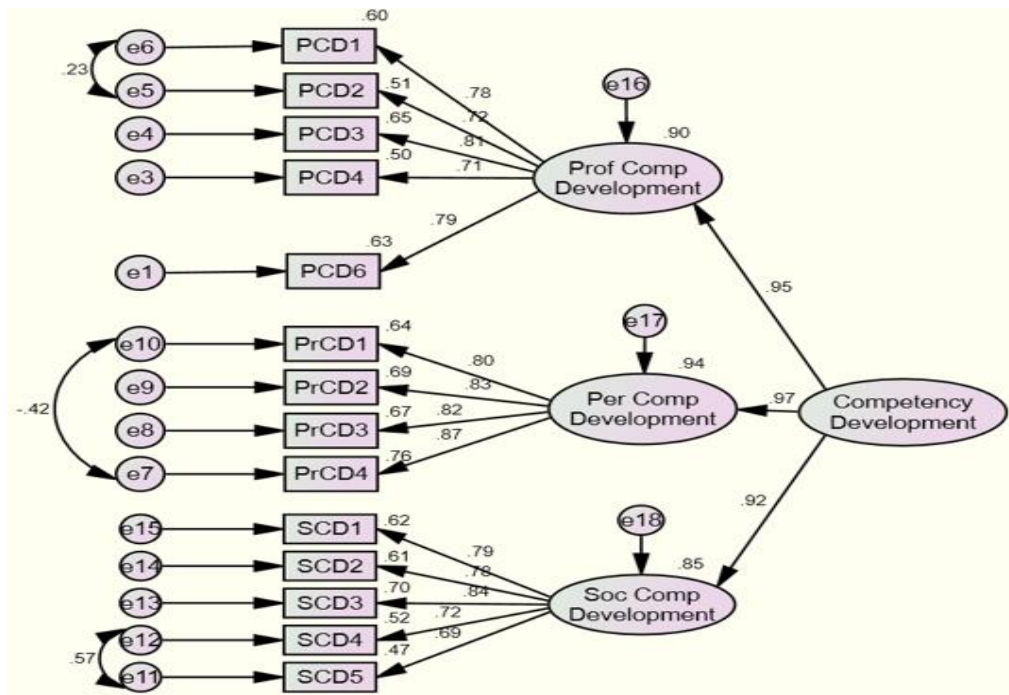 .60
e6
PCD1
.23
.78
e16
e5
PCD2
.51
.72
.90
e4
PCD3
.65
.81
Prof Comp
Development
e3
PCD4
.50
.71
.79
.63
e1
PCD6
.95
e17
.64
e10
PrCD1
.80
.94
e9
PrCD2
.69
.83
Per Comp
Development
.97
Competency
Development
-.42
e8
PrCD3
.67
.82
.87
e7
PrCD4
.76
.92
e15
SCD1
.62
.79
e18
e14
SCD2
.61
.78
.85
e13
SCD3
.70
.84
Soc Comp
Development
e12
SCD4
.52
.72
.57
.69
e11
SCD5
.47